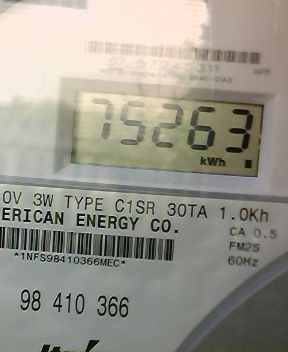 75263
kWh
0V 3W TYPE C1SR 30TA 1.0Kh
ERICAN ENERGY CO.
CA 0.5
FM2S
*1NFS98410366MEC*
60Hz
98 410 366